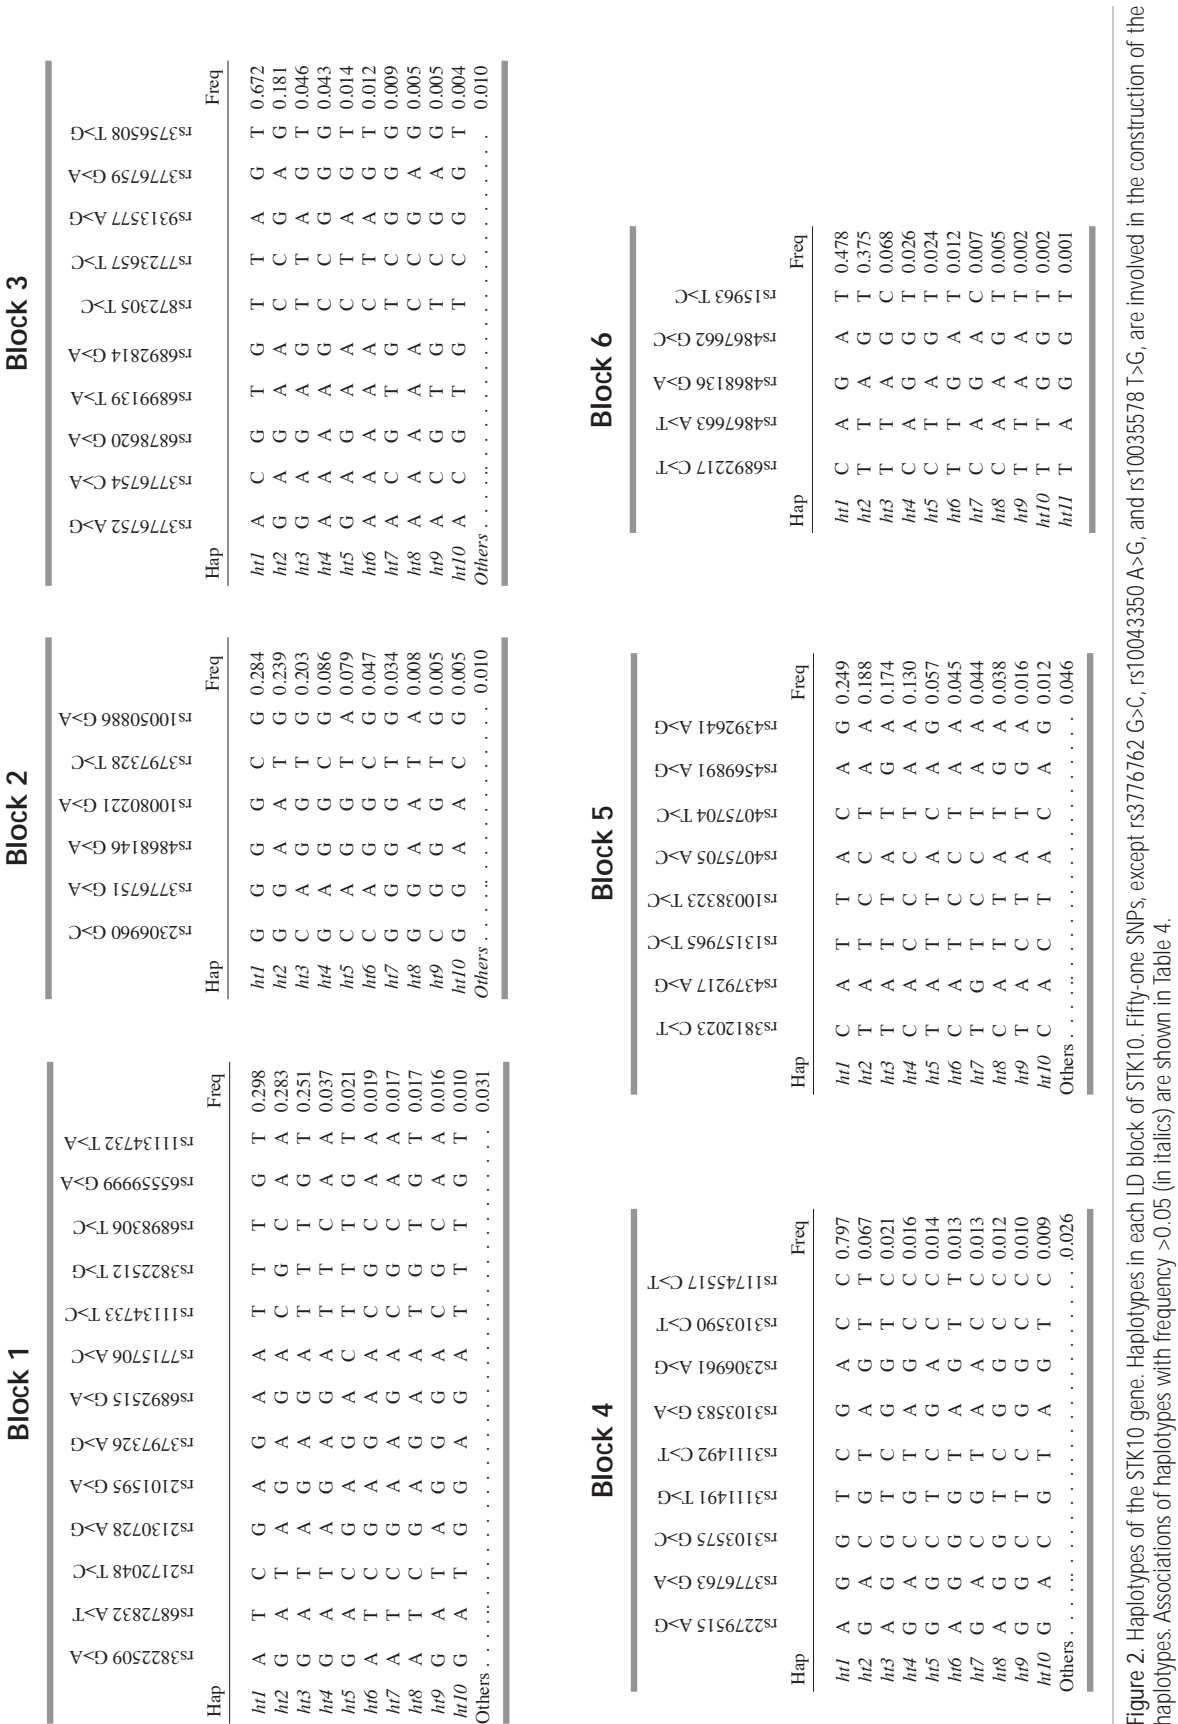 Block 1
Hap rs3822509 G>A rs6872832 A>T rs2172048 T>C rs2130728 A>G rs2101595 G>A rs3797326 A>G rs6892515 G>A rs7715706 A>C rs11134733 T>C rs3822512 T>G rs6898306 T>C rs65559999 G>A rs11134732 T>A Freq
ht1 A T C G A G A A T T T G T 0.298
ht2 G A T A G A G A C G C A A 0.283
ht3 G A T A G A G A T T T G T 0.251
ht4 G A T A G A G A T T C A A 0.037
ht5 G A C G A G A C T T T G T 0.021
ht6 A T C G A G A A C G C A A 0.019
ht7 A T C G A A G A C G C A A 0.017
ht8 A T C G A G A A T G T G T 0.017
ht9 G A T A G G G A C G C A A 0.016
ht10 G A T G G A G A T T T G T 0.010
Others . . . . . . . . . . . . . . . . . . . . . . . . . . . . 0.031
Block 2
Hap rs2306960 G>C rs3776751 G>A rs4868146 G>A rs10080221 G>A rs3797328 T>C rs10050886 G>A Freq
ht1 G G G G C G 0.284
ht2 G G A A T G 0.239
ht3 C A G G T G 0.203
ht4 G A G G C G 0.086
ht5 C A G G T A 0.079
ht6 C A G G C G 0.047
ht7 G G G G T G 0.034
ht8 G G A A T A 0.008
ht9 C G G G T G 0.005
ht10 G G A A C G 0.005
Others . . . . . . . . . . . . . . . . . 0.010
Block 3
Hap rs3776752 A>G rs3776754 C>A rs6878620 G>A rs6899139 T>A rs6892814 G>A rs872305 T>C rs7723657 T>C rs9313577 A>G rs3776759 G>A rs3756508 T>G Freq
ht1 A C G T G T T A G T 0.672
ht2 G A G A A C C G A G 0.181
ht3 G A G A A T T A G T 0.046
ht4 A A A A G C C G G G 0.043
ht5 G A G A A C T A G T 0.014
ht6 A A A A A C T A G T 0.012
ht7 A C G T G T C G G G 0.009
ht8 A A A A A C C G A G 0.005
ht9 A C G T G T C G A G 0.005
ht10 A C G T G T C G G T 0.004
Others . . . . . . . . . . . . . . . . . . . . . . . . 0.010
Block 4
Hap rs2279515 A>G rs3776763 G>A rs3103575 G>C rs3111491 T>G rs3111492 C>T rs3103583 G>A rs2306961 A>G rs3103590 C>T rs11745517 C>T Freq
ht1 A G G T C G A C C 0.797
ht2 G A C G T A G T T 0.067
ht3 A G G T C G G T C 0.021
ht4 G A C G T A G C C 0.016
ht5 G G C T C G A C C 0.014
ht6 A G G G T A G T T 0.013
ht7 G A C G T A A C C 0.013
ht8 A G G T C G G C C 0.012
ht9 G G C T C G G C C 0.010
ht10 G A C G T A G T C 0.009
Others . . . . . . . . . . . . . . . . . . . . . . .0.026
Block 5
Hap rs3812023 C>T rs4379217 A>G rs13157965 T>C rs10038323 T>C rs4075705 A>C rs4075704 T>C rs4569891 A>G rs4392641 A>G Freq
ht1 C A T T A C A G 0.249
ht2 T A T C C T A A 0.188
ht3 T A T T A T G A 0.174
ht4 C A C C C T A A 0.130
ht5 T A T T A C A G 0.057
ht6 C A T C C T A A 0.045
ht7 T G T C C T A A 0.044
ht8 C A T T A T G A 0.038
ht9 T A C T A T G A 0.016
ht10 C A C T A C A G 0.012
Others . . . . . . . . . . . . . . . . . . . . 0.046
Block 6
Hap rs6892217 C>T rs4867663 A>T rs4868136 G>A rs4867662 G>C rs15963 T>C Freq
ht1 C A G A T 0.478
ht2 T T A G T 0.375
ht3 T T A G C 0.068
ht4 C A G G T 0.026
ht5 C T A G T 0.024
ht6 T T G A T 0.012
ht7 C A G A C 0.007
ht8 C A A G T 0.005
ht9 T T A A T 0.002
ht10 T T G G T 0.002
ht11 T A G G T 0.001
Figure 2. Haplotypes of the STK10 gene. Haplotypes in each LD block of STK10. Fifty-one SNPs, except rs3776762 G>C, rs10043350 A>G, and rs10035578 T>G, are involved in the construction of the
haplotypes. Associations of haplotypes with frequency >0.05 (in italics) are shown in Table 4.